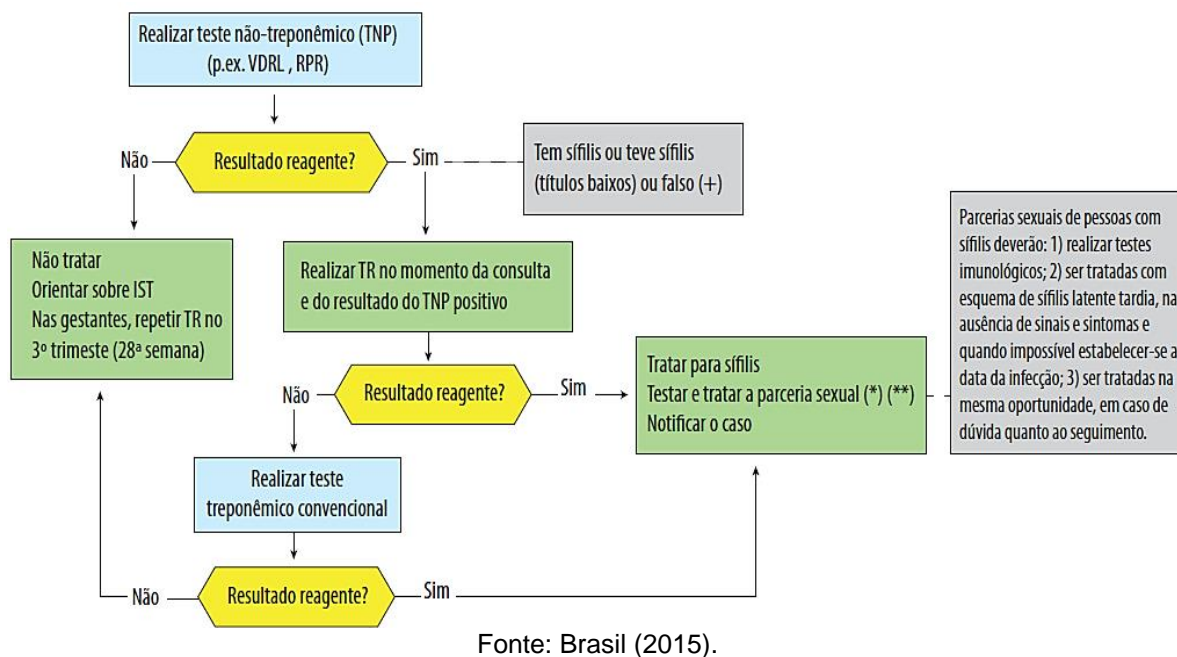 Realizar teste não-treponêmico (TNP)
(p.ex. VDRL , RPR)
Resultado reagente?
Não
Sim
Tem sífilis ou teve sífilis
(títulos baixos) ou falso (+)
Não tratar
Orientar sobre IST
Nas gestantes, repetir TR no
3º trimestre (28ª semana)
Realizar TR no momento da consulta
e do resultado do TNP positivo
Resultado reagente?
Não
Sim
Tratar para sífilis
Testar e tratar a parceria sexual (*) (**)
Notificar o caso
Parcerias sexuais de pessoas com
sífilis deverão: 1) realizar testes
imunológicos; 2) ser tratadas com
esquema de sífilis latente tardia, na
ausência de sinais e sintomas e
quando impossível estabelecer-se a
data da infecção; 3) ser tratadas na
mesma oportunidade, em caso de
dúvida quanto ao seguimento.
Realizar teste
treponêmico convencional
Resultado reagente?
Não
Sim
Fonte: Brasil (2015).